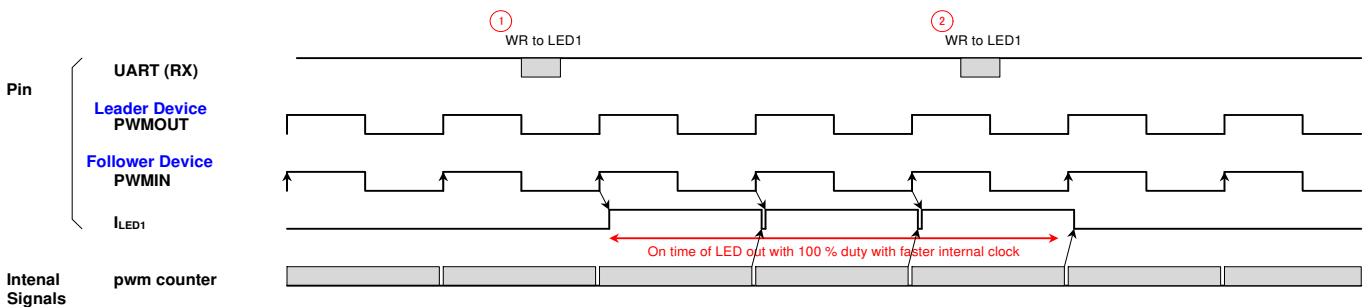 1
2
WR to LED1
WR to LED1
UART (RX)
Pin
Leader Device
PWMOUT
Follower Device
PWMIN
ILED1
On time of LED out with 100 % duty with faster internal clock
Intenal
Signals
pwm counter